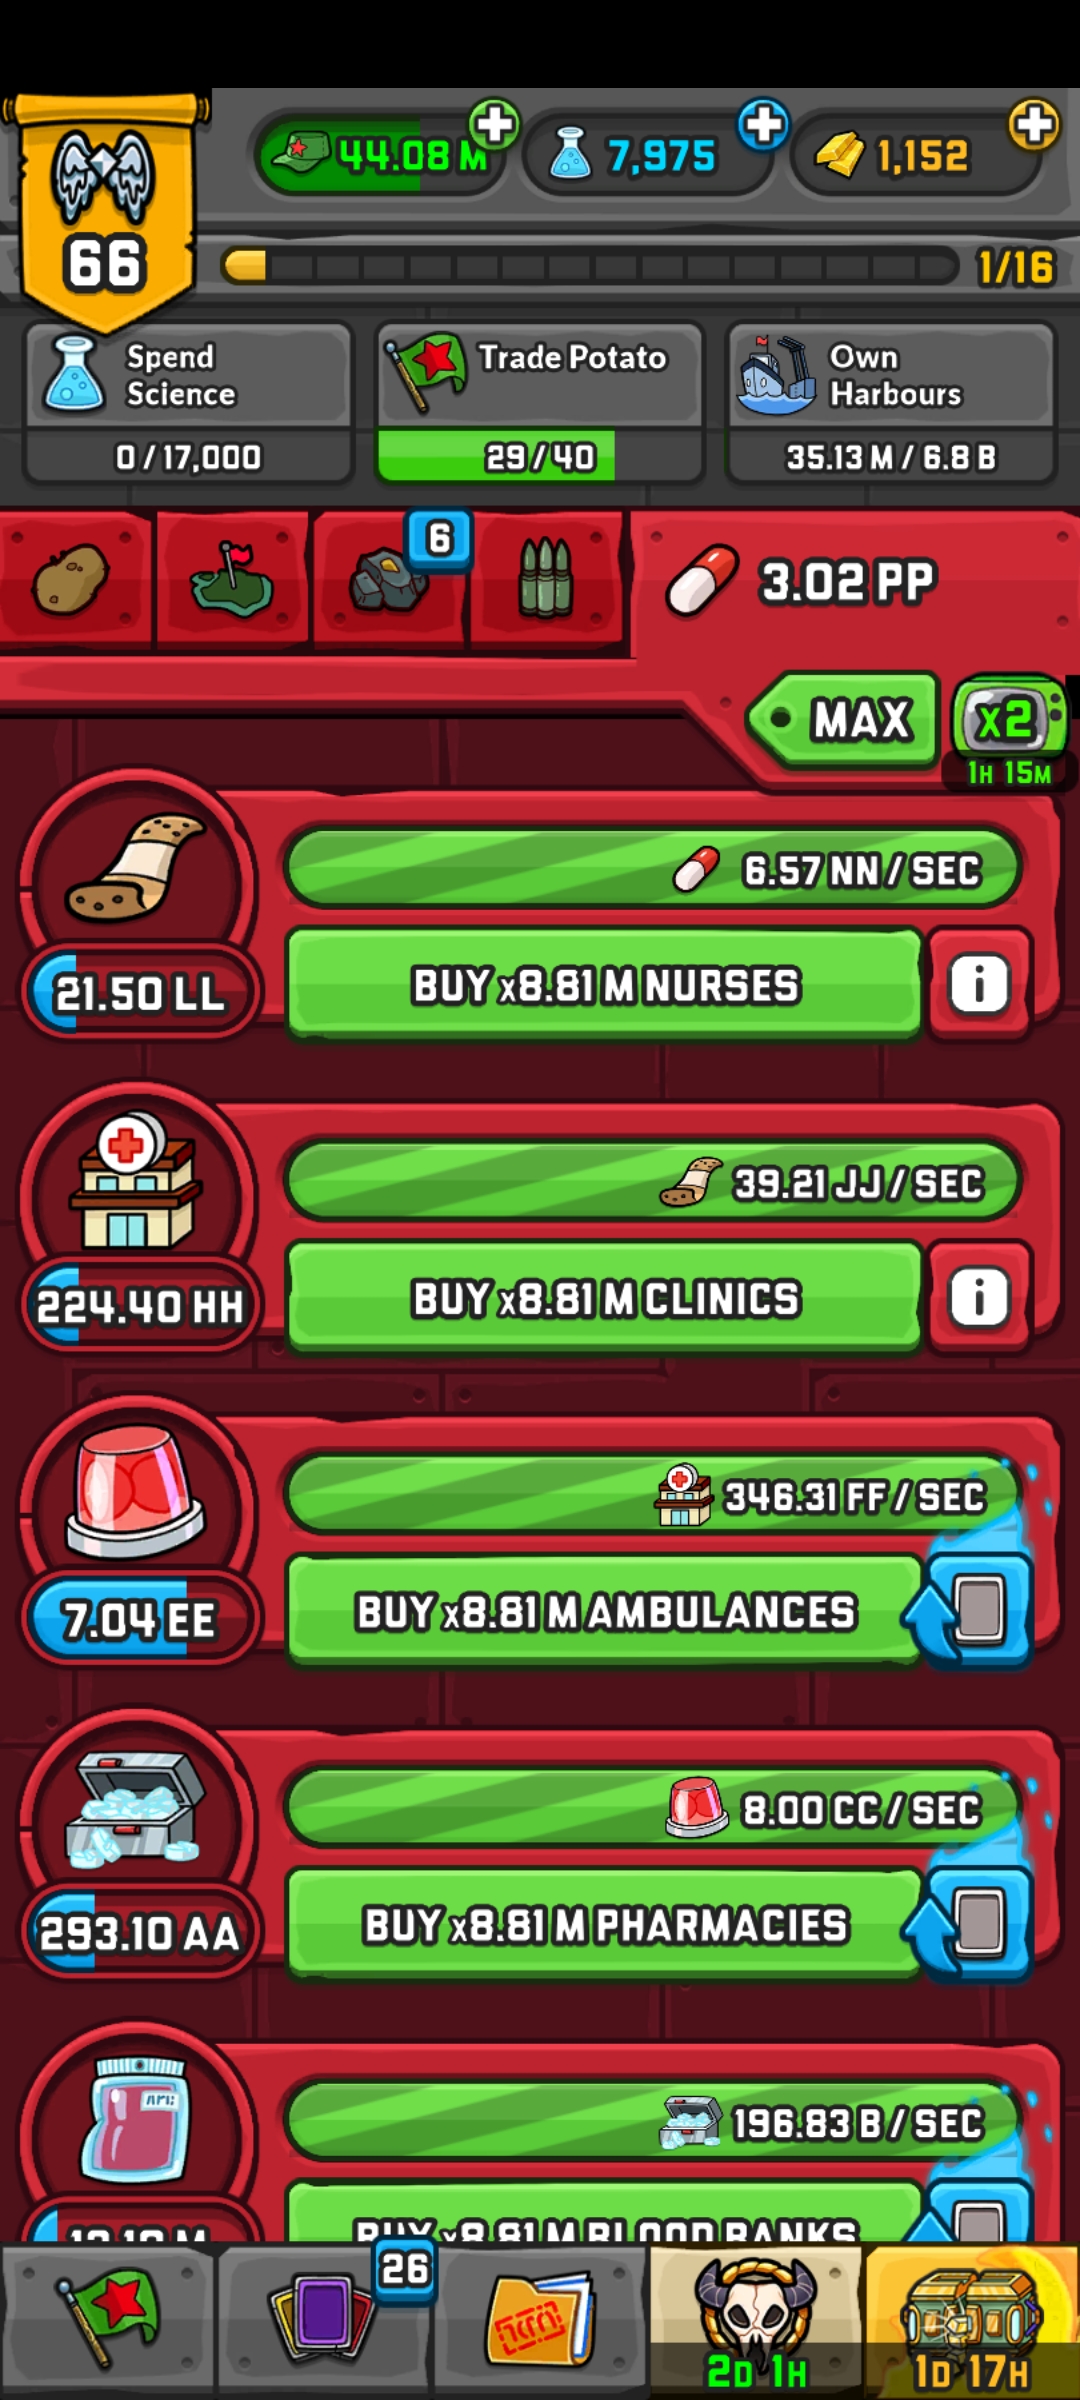 44.08 M
7,975
1,152
66
1/16
Spend
Science
0 / 17,000
Trade Potato
29 / 40
Own
Harbours
35.13 M / 6.8 B
6
3.02 PP
MAX
x2
1H 15M
6.57 NN / SEC
21.50 LL
BUY x8.81 M NURSES
39.21 JJ / SEC
224.40 HH
BUY x8.81 M CLINICS
346.31 FF / SEC
7.04 EE
BUY x8.81 M AMBULANCES
8.00 CC / SEC
293.10 AA
BUY x8.81 M PHARMACIES
196.83 B / SEC
BUY x8.81 M BLOOD BANKS
26
2D 1H
1D 17H